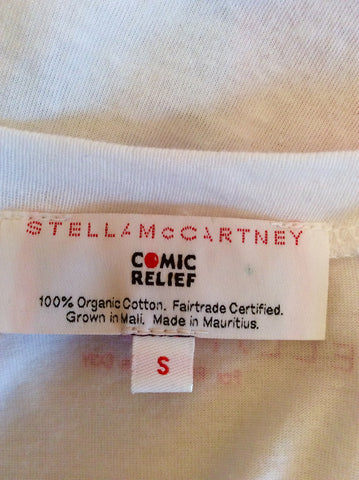 STELLAMcCARTNEY
COMIC
RELIEF
100% Organic Cotton. Fairtrade Certified.
Grown in Mali. Made in Mauritius.
S